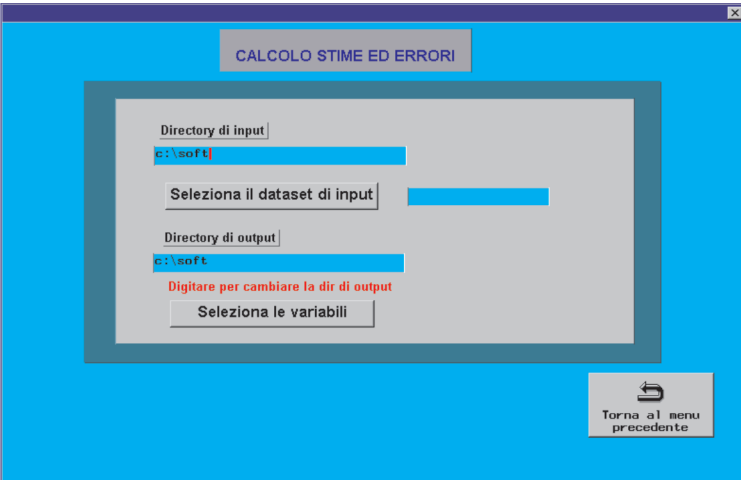 CALCOLO STIME ED ERRORI
Directory di input
c:\soft
Seleziona il dataset di input
Directory di output
c:\soft
Digitare per cambiare la dir di output
Seleziona le variabili
Torna al menu
precedente